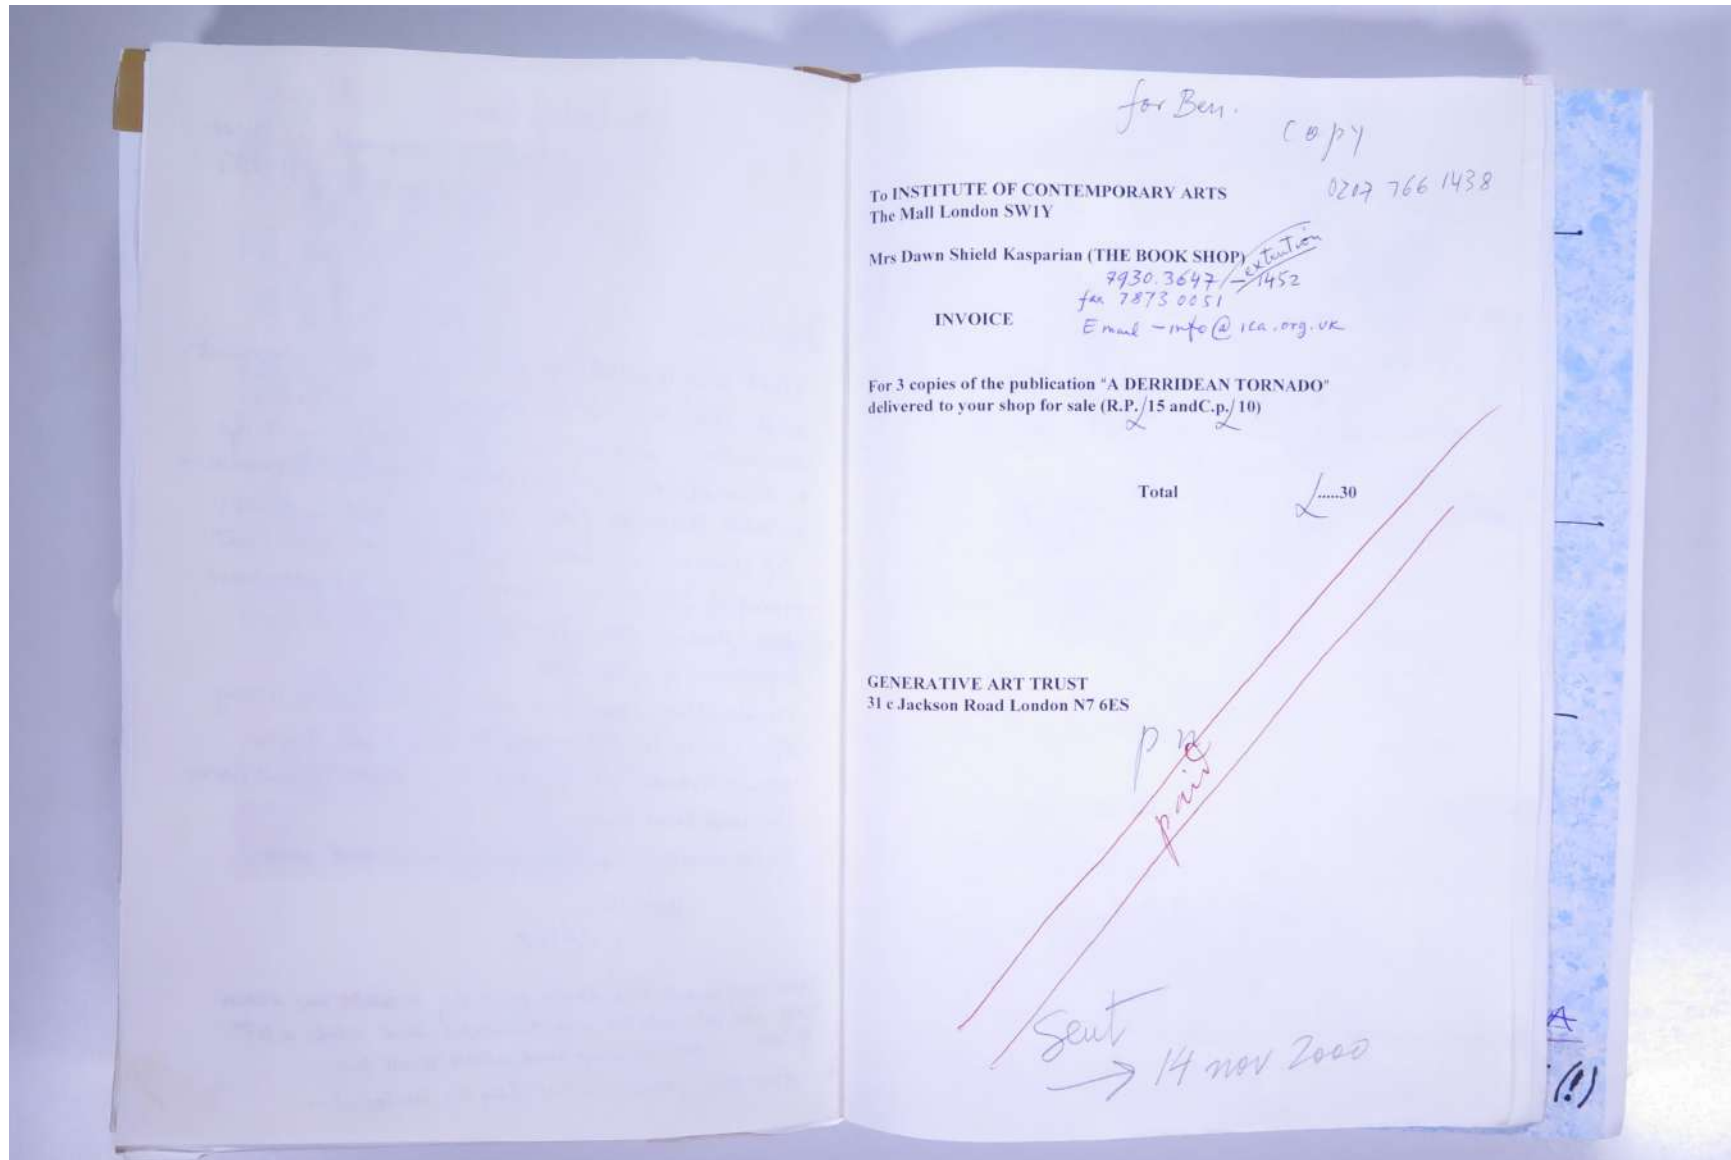 for Ben.
copy
0207 766 1438
To INSTITUTE OF CONTEMPORARY ARTS
The Mall London SW1Y
Mrs Dawn Shield Kasparian (THE BOOK SHOP)
7930.3647/-1452
fax 7873 0051
INVOICE
Email - info@ica.org.uk
For 3 copies of the publication "A DERRIDEAN TORNADO"
delivered to your shop for sale (R.P.£15 andC.p.£10)
Total £.....30
GENERATIVE ART TRUST
31 c Jackson Road London N7 6ES
paid
Sent
→ 14 nov 2000
A
(!)